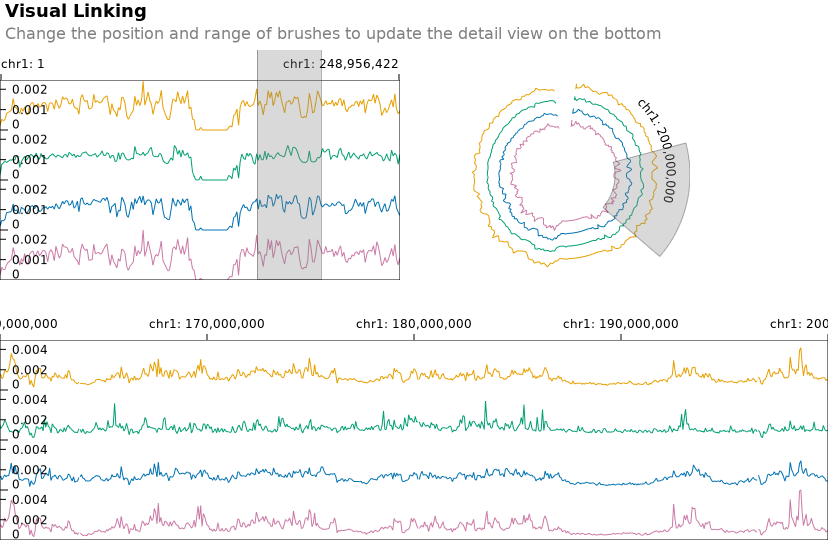 Visual Linking
Change the position and range of brushes to update the detail view on the bottom
chr1: 1
chr1: 248,956,422
0.002
0.001
0
0.002
0.001
0
0.002
0.001
0
0.002
0.001
0
chr1: 200,000,000
0,000,000
chr1: 170,000,000
chr1: 180,000,000
chr1: 190,000,000
chr1: 200
0.004
0.002
0
0.004
0.002
0
0.004
0.002
0
0.004
0.002
0